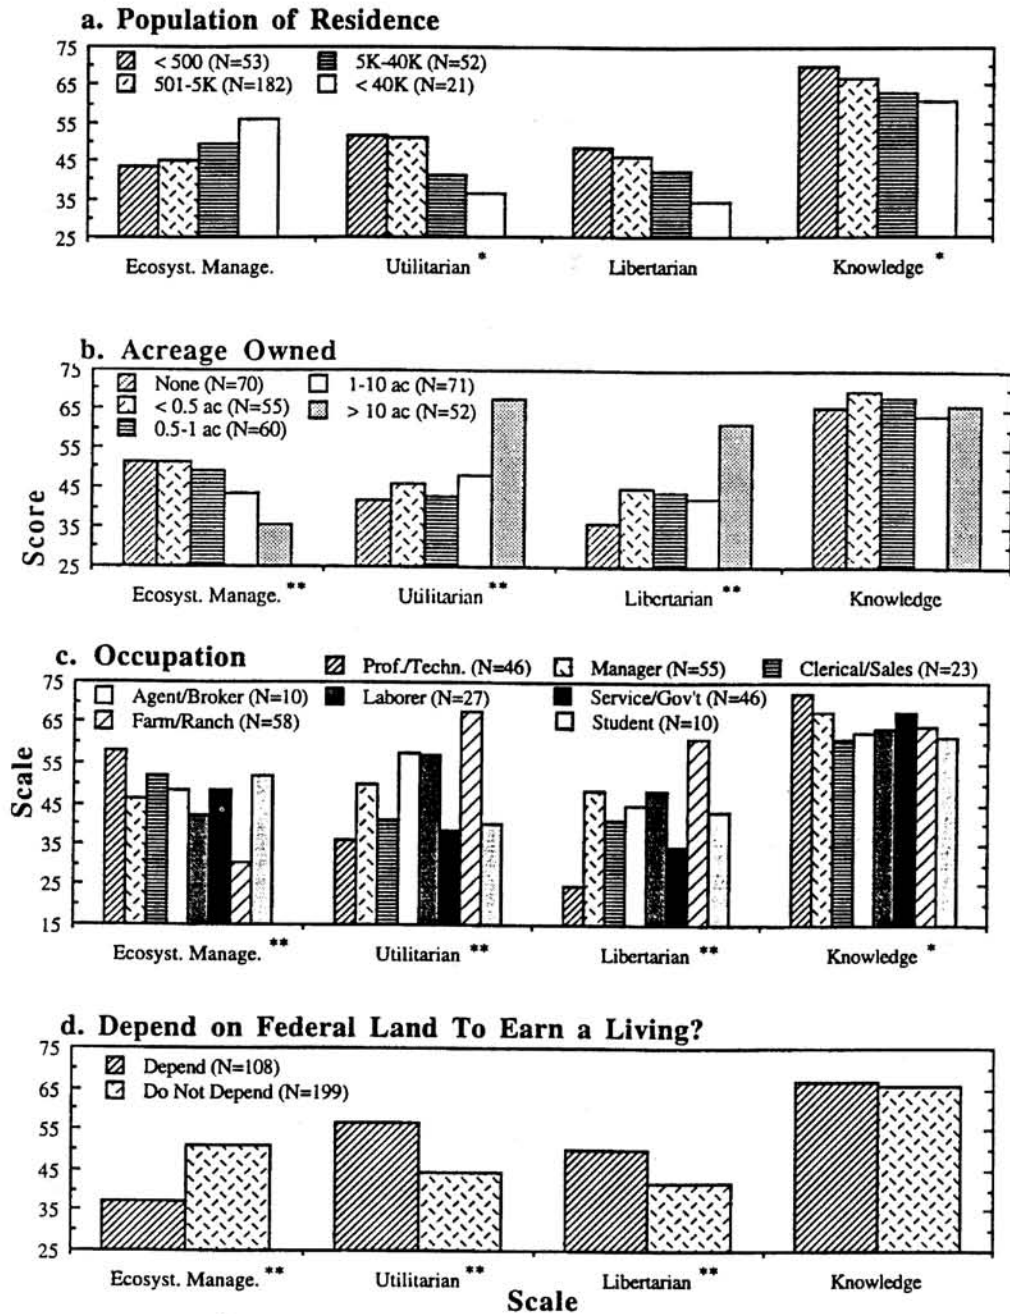 a. Population of Residence
75
65
55
45
35
25
< 500 (N=53)
5K-40K (N=52)
501-5K (N=182)
< 40K (N=21)
Ecosyst. Manage.
Utilitarian *
Libertarian
Knowledge *
b. Acreage Owned
75
65
55
45
35
25
None (N=70)
1-10 ac (N=71)
< 0.5 ac (N=55)
> 10 ac (N=52)
0.5-1 ac (N=60)
Score
Ecosyst. Manage. **
Utilitarian **
Libertarian **
Knowledge
c. Occupation
Prof./Techn. (N=46)
Manager (N=55)
Clerical/Sales (N=23)
75
65
55
45
35
25
15
Agent/Broker (N=10)
Laborer (N=27)
Service/Gov't (N=46)
Farm/Ranch (N=58)
Student (N=10)
Scale
Ecosyst. Manage. **
Utilitarian **
Libertarian **
Knowledge *
d. Depend on Federal Land To Earn a Living?
75
65
55
45
35
25
Depend (N=108)
Do Not Depend (N=199)
Ecosyst. Manage. **
Utilitarian **
Libertarian **
Knowledge
Scale